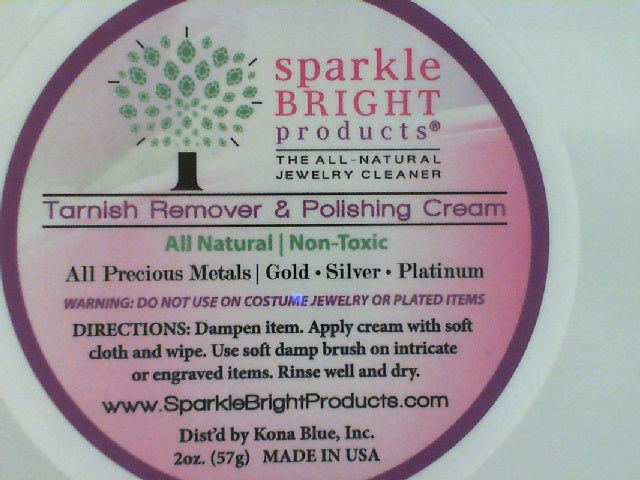 sparkle
BRIGHT
products®
THE ALL-NATURAL
JEWELRY CLEANER
Tarnish Remover & Polishing Cream
All Natural | Non-Toxic
All Precious Metals | Gold • Silver • Platinum
WARNING: DO NOT USE ON COSTUME JEWELRY OR PLATED ITEMS
DIRECTIONS: Dampen item. Apply cream with soft
cloth and wipe. Use soft damp brush on intricate
or engraved items. Rinse well and dry.
www.SparkleBrightProducts.com
Dist'd by Kona Blue, Inc.
2oz. (57g) MADE IN USA